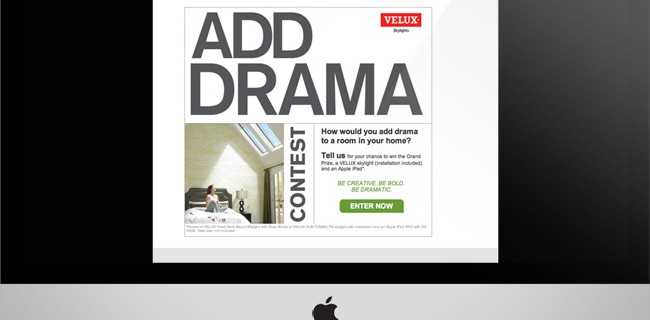 ADD
DRAMA
VELUX
Skylights
CONTEST
How would you add drama
to a room in your home?
Tell us for your chance to win the Grand
Prize, a VELUX skylight (installation included)
and an Apple iPad*.
BE CREATIVE. BE BOLD.
BE DRAMATIC.
ENTER NOW